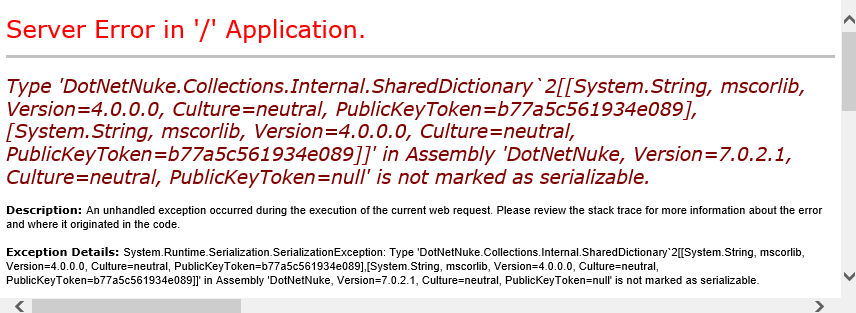 Server Error in '/' Application.
Type 'DotNetNuke.Collections.Internal.SharedDictionary`2[[System.String, mscorlib,
Version=4.0.0.0, Culture=neutral, PublicKeyToken=b77a5c561934e089],
[System.String, mscorlib, Version=4.0.0.0, Culture=neutral,
PublicKeyToken=b77a5c561934e089]]' in Assembly 'DotNetNuke, Version=7.0.2.1,
Culture=neutral, PublicKeyToken=null' is not marked as serializable.
Description: An unhandled exception occurred during the execution of the current web request. Please review the stack trace for more information about the error
and where it originated in the code.
Exception Details: System.Runtime.Serialization.SerializationException: Type 'DotNetNuke.Collections.Internal.SharedDictionary`2[[System.String, mscorlib,
Version=4.0.0.0, Culture=neutral, PublicKeyToken=b77a5c561934e089],[System.String, mscorlib, Version=4.0.0.0, Culture=neutral,
PublicKeyToken=b77a5c561934e089]]' in Assembly 'DotNetNuke, Version=7.0.2.1, Culture=neutral, PublicKeyToken=null' is not marked as serializable.